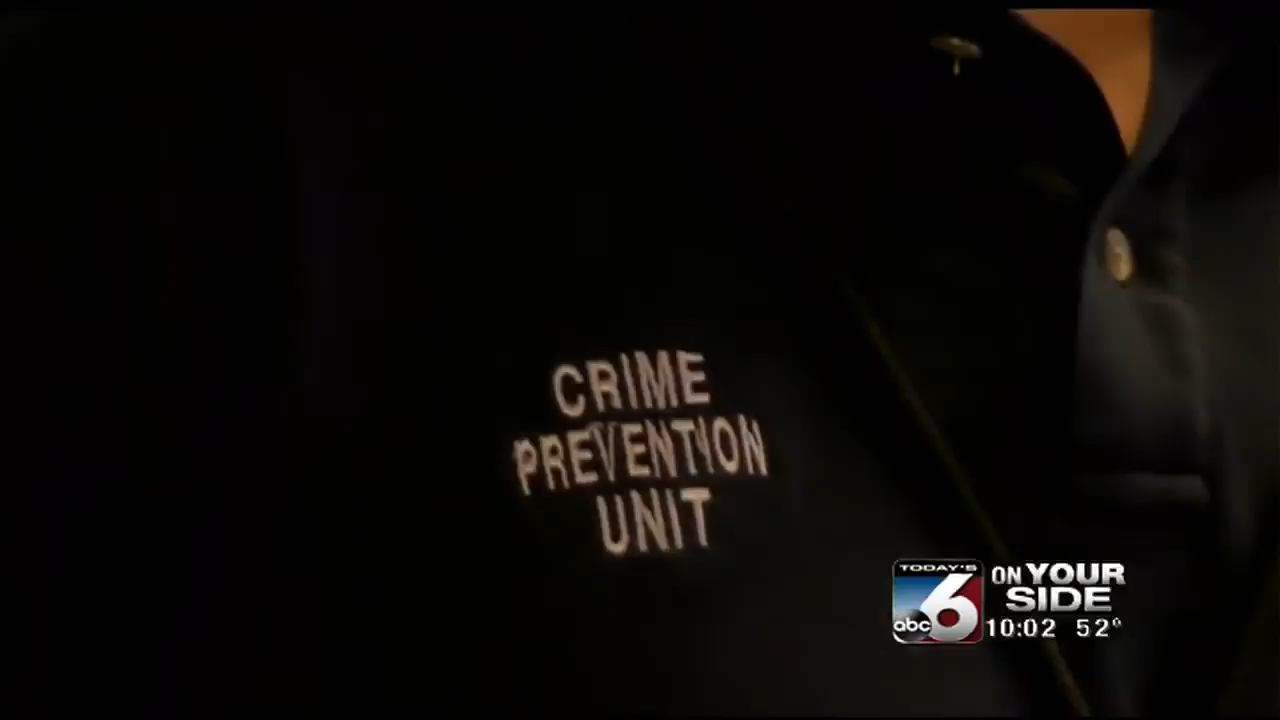 CRIME
PREVENTION
UNIT
TODAY'S
6
abc
ON YOUR
SIDE
10:02 52°